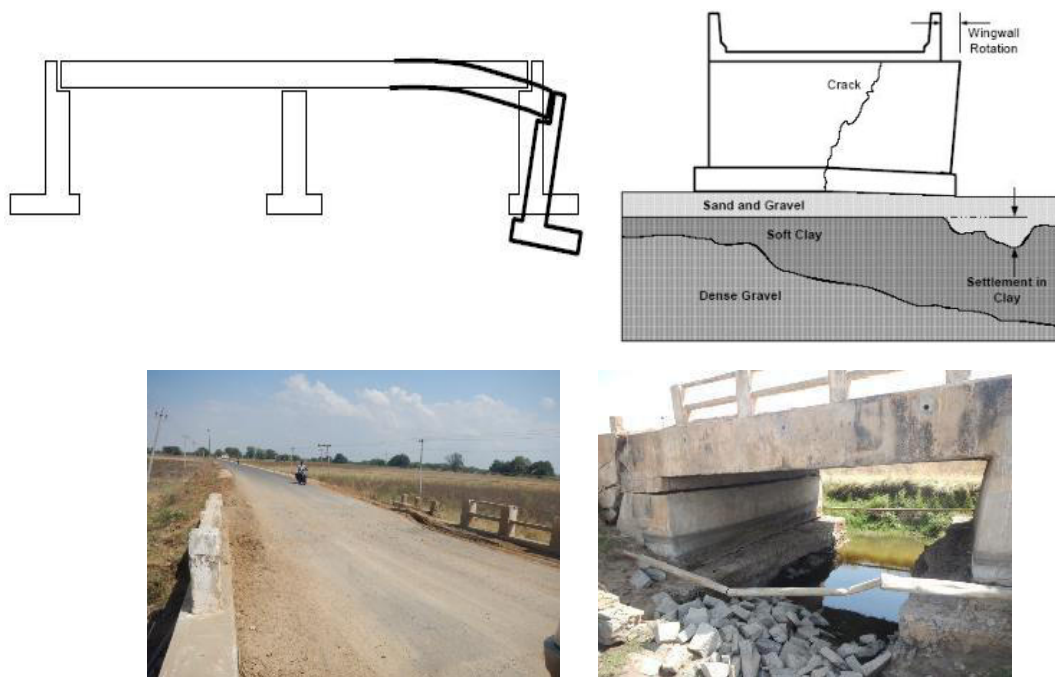 Wingwall
Rotation
Crack
Sand and Gravel
Soft Clay
Settlement in
Clay
Dense Gravel